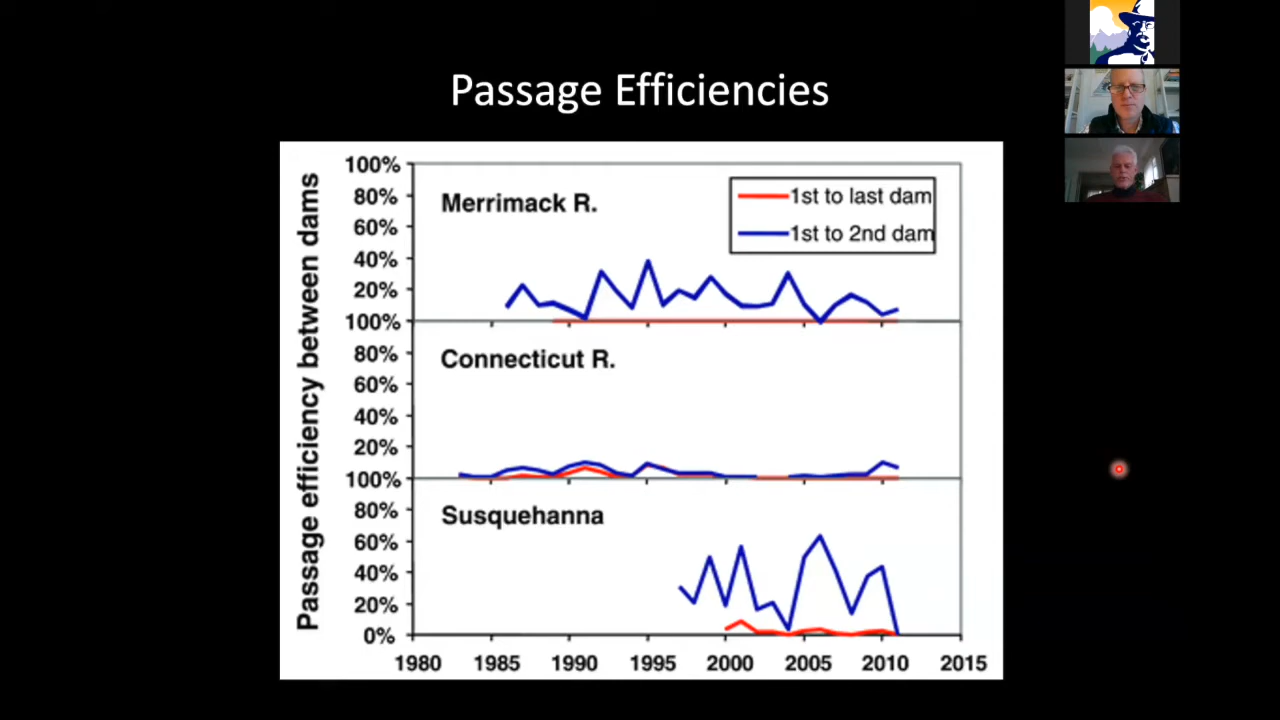 Passage Efficiencies
Passage efficiency between dams
100%
80%
60%
40%
20%
100%
80%
60%
40%
20%
100%
80%
60%
40%
20%
0%
Merrimack R.
1st to last dam
1st to 2nd dam
Connecticut R.
Susquehanna
1980 1985 1990 1995 2000 2005 2010 2015